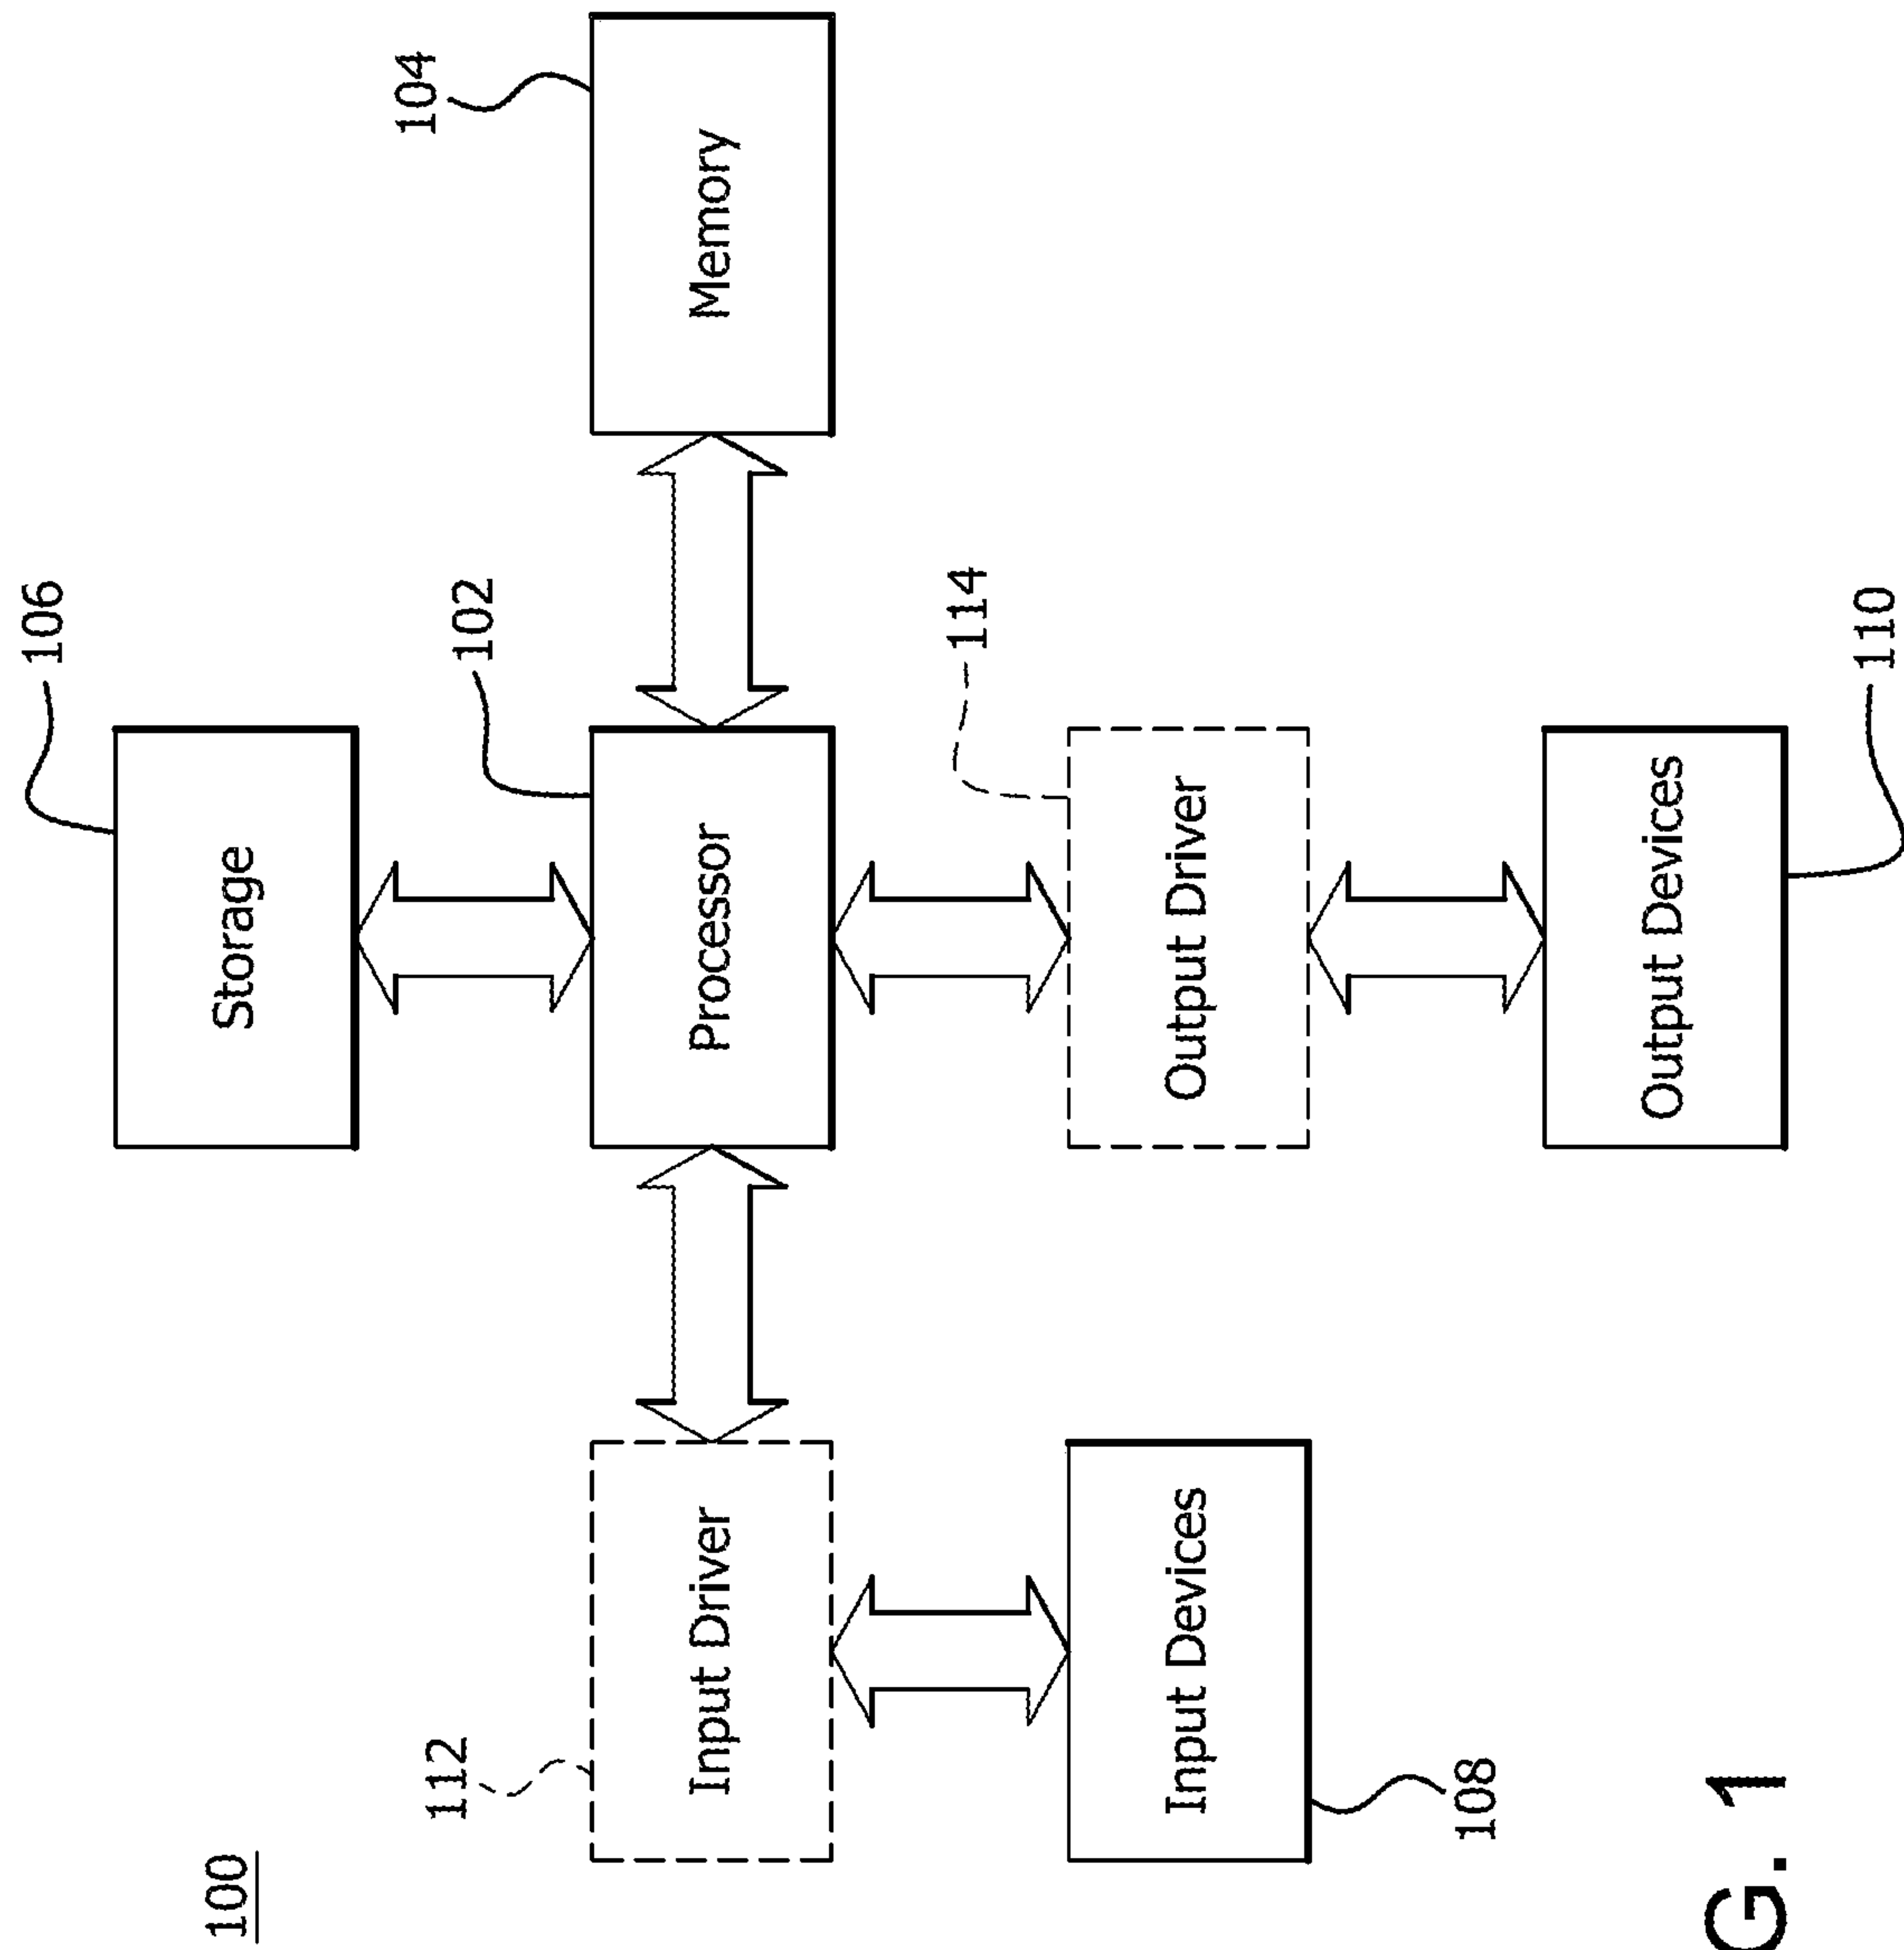 106
100
Storage
104
112
102
Input Driver
Processor
Memory
114
Input Devices
Output Driver
108
Output Devices
G. 1
110